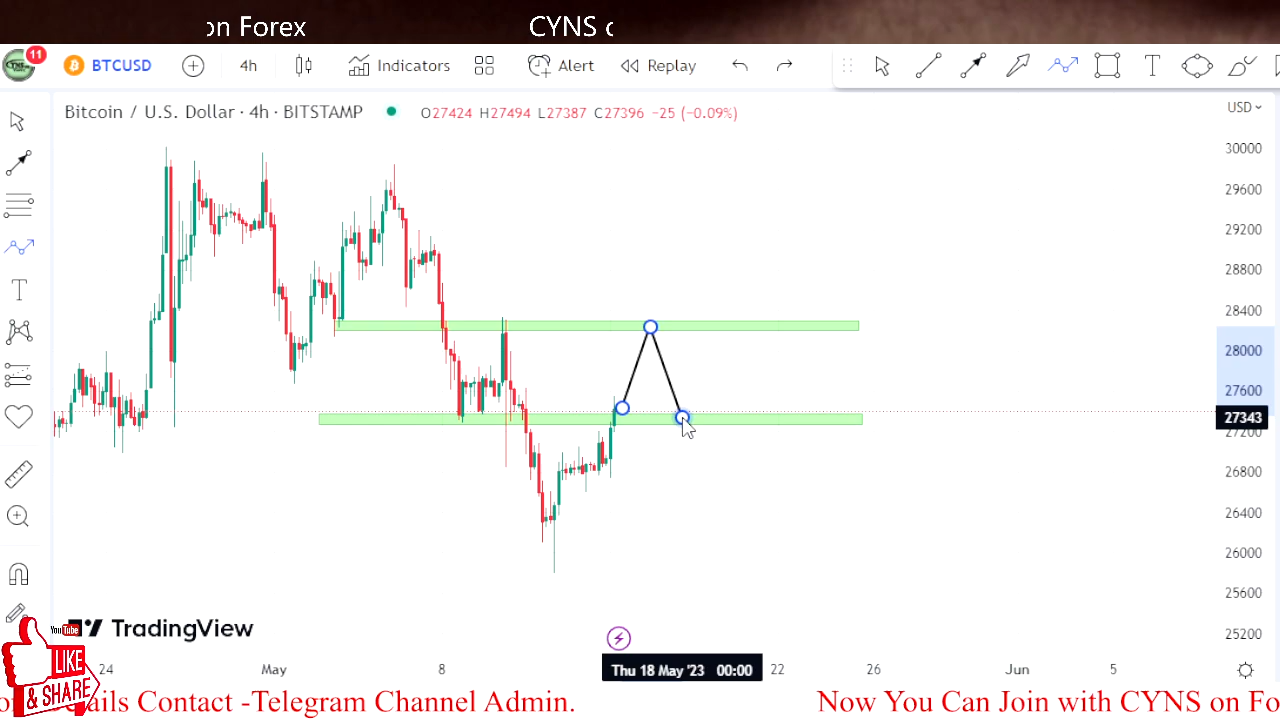 on Forex CYNS
11 BTCUSD 4h Indicators Alert Replay
Bitcoin / U.S. Dollar · 4h · BITSTAMP O27424 H27494 L27387 C27396 −25 (−0.09%)
USD
30000
29600
29200
28800
28400
28000
27600
27343
27200
26800
26400
26000
25600
25200
TradingView
24 May 8 Thu 18 May '23 00:00 22 26 Jun 5
YouTube
LIKE
& SHARE
Details Contact -Telegram Channel Admin. Now You Can Join with CYNS on Fo